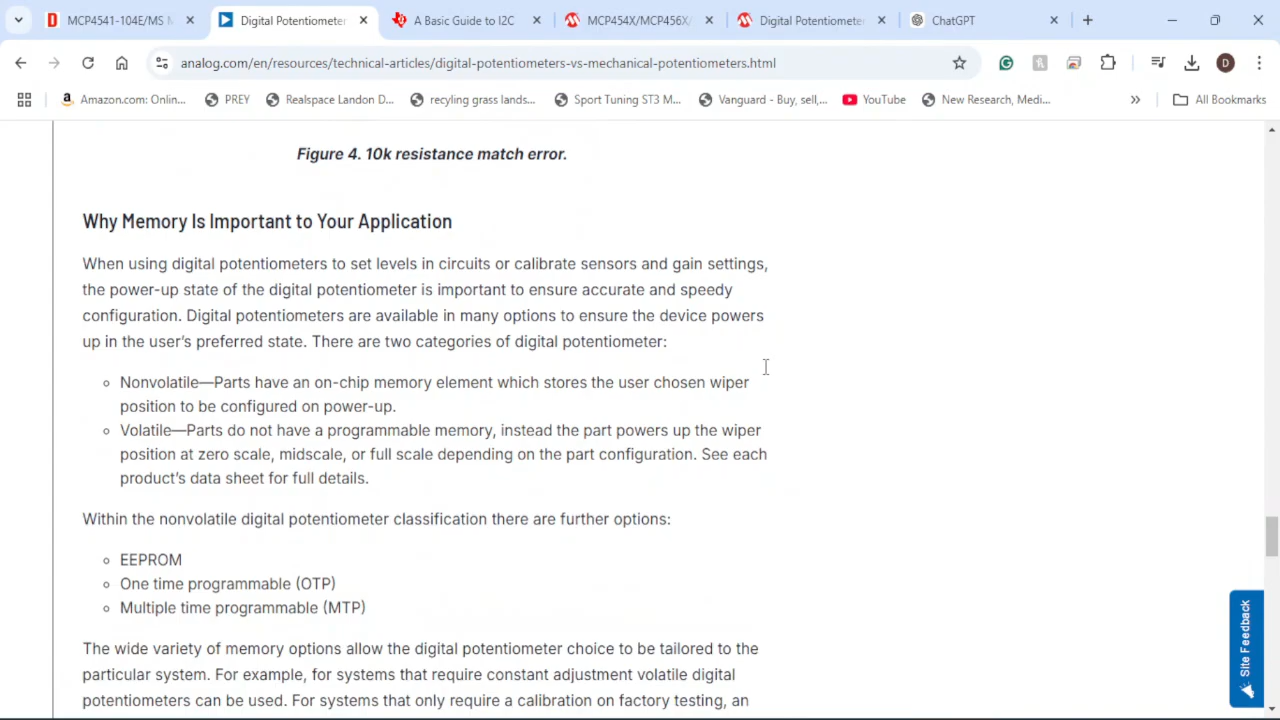 MCP4541-104E/MS M
Digital Potentiometer
A Basic Guide to I2C
MCP454X/MCP456X/
Digital Potentiometer
ChatGPT
analog.com/en/resources/technical-articles/digital-potentiometers-vs-mechanical-potentiometers.html
D
Amazon.com: Onlin...
PREY
Realspace Landon D...
recyling grass lands...
Sport Tuning ST3 M...
Vanguard - Buy, sell,...
YouTube
New Research, Medi...
All Bookmarks
Figure 4. 10k resistance match error.
Why Memory Is Important to Your Application
When using digital potentiometers to set levels in circuits or calibrate sensors and gain settings,
the power-up state of the digital potentiometer is important to ensure accurate and speedy
configuration. Digital potentiometers are available in many options to ensure the device powers
up in the user's preferred state. There are two categories of digital potentiometer:
Nonvolatile—Parts have an on-chip memory element which stores the user chosen wiper
position to be configured on power-up.
Volatile—Parts do not have a programmable memory, instead the part powers up the wiper
position at zero scale, midscale, or full scale depending on the part configuration. See each
product's data sheet for full details.
Within the nonvolatile digital potentiometer classification there are further options:
EEPROM
One time programmable (OTP)
Multiple time programmable (MTP)
The wide variety of memory options allow the digital potentiometer choice to be tailored to the
particular system. For example, for systems that require constant adjustment volatile digital
potentiometers can be used. For systems that only require a calibration on factory testing, an
Site Feedback